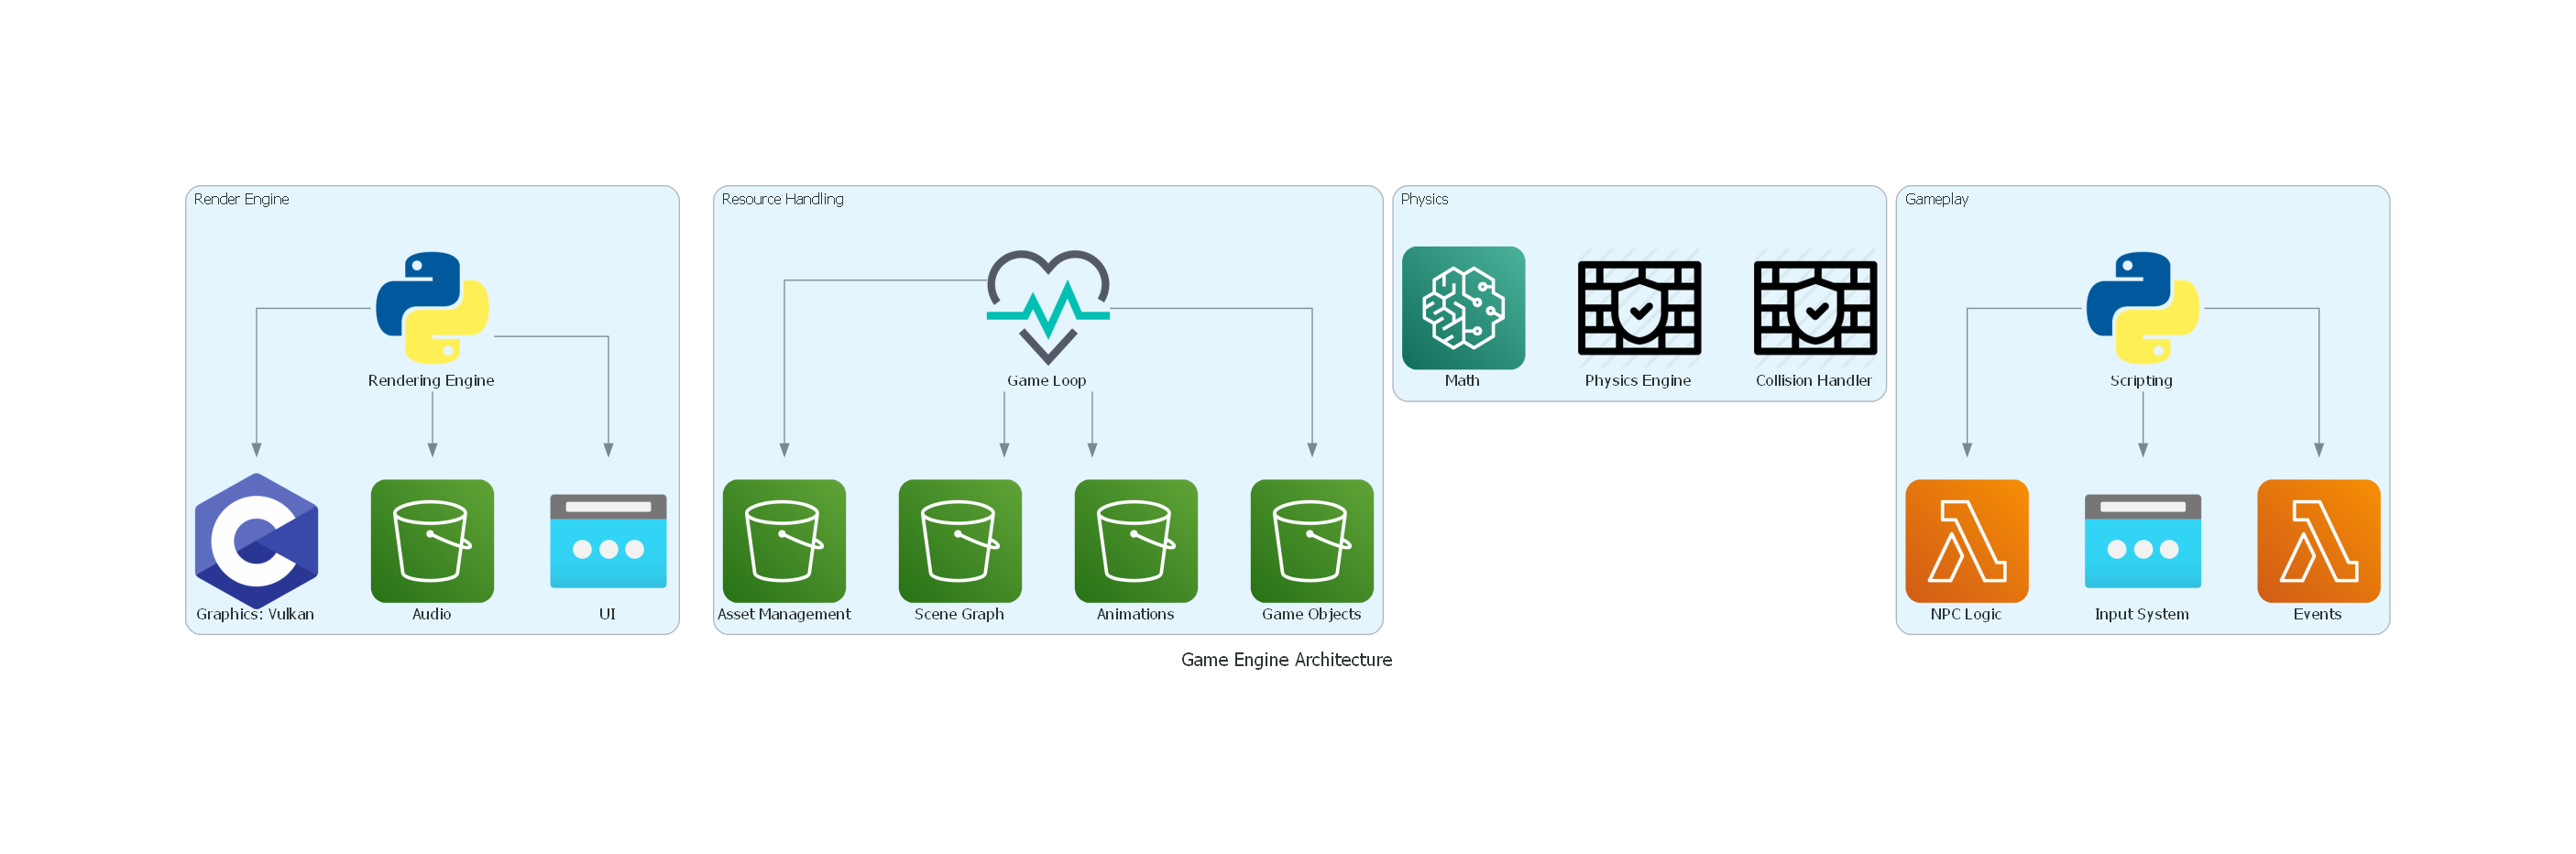 Render Engine
Rendering Engine
Graphics: Vulkan
Audio
UI
Resource Handling
Game Loop
Asset Management
Scene Graph
Animations
Game Objects
Physics
Math
Physics Engine
Collision Handler
Gameplay
Scripting
NPC Logic
Input System
Events
Game Engine Architecture